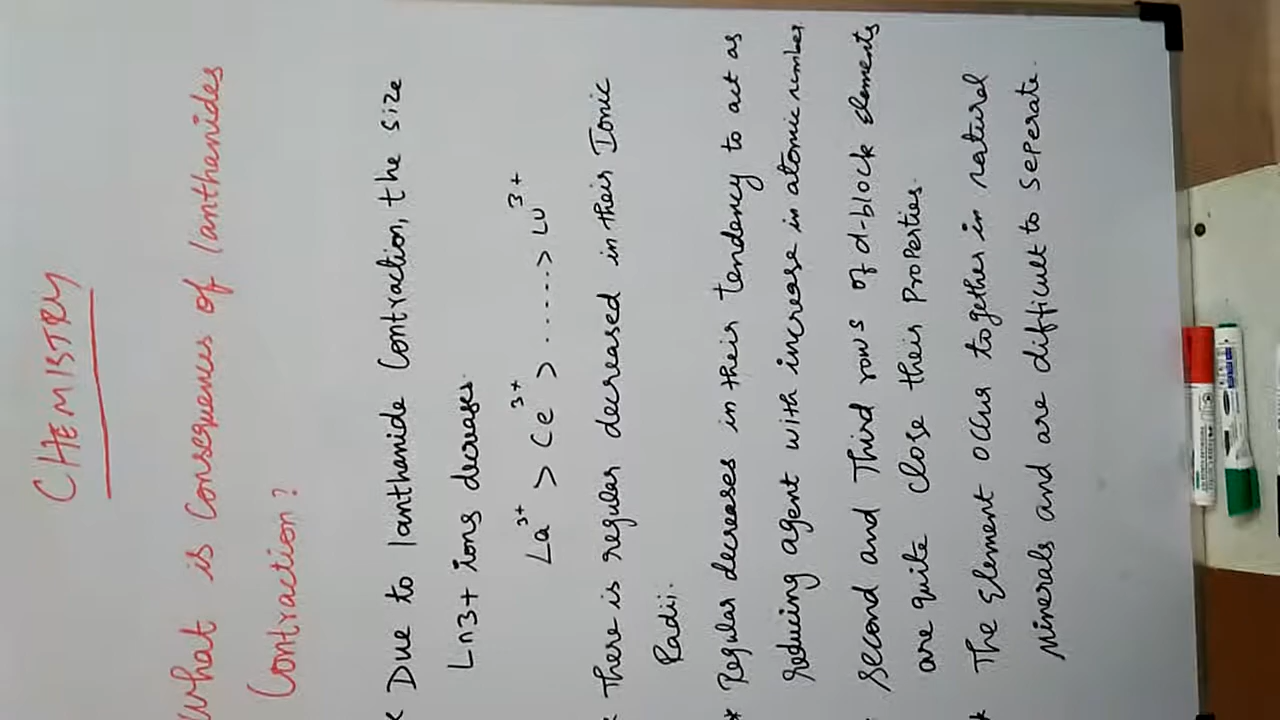 CHEMISTRY
What is Consequences of lanthanides
Contraction?
* Due to lanthanide Contraction, the size
Ln3+ ions decreases.
La3+ > Ce3+ > ......> Lu3+
* There is regular decreased in their Ionic
Radii.
* Regular decreases in their tendency to act as
reducing agent with increase in atomic number.
* Second and Third rows of d-block elements
are quite close their properties.
* The element occur together in natural
Minerals and are difficult to seperate.